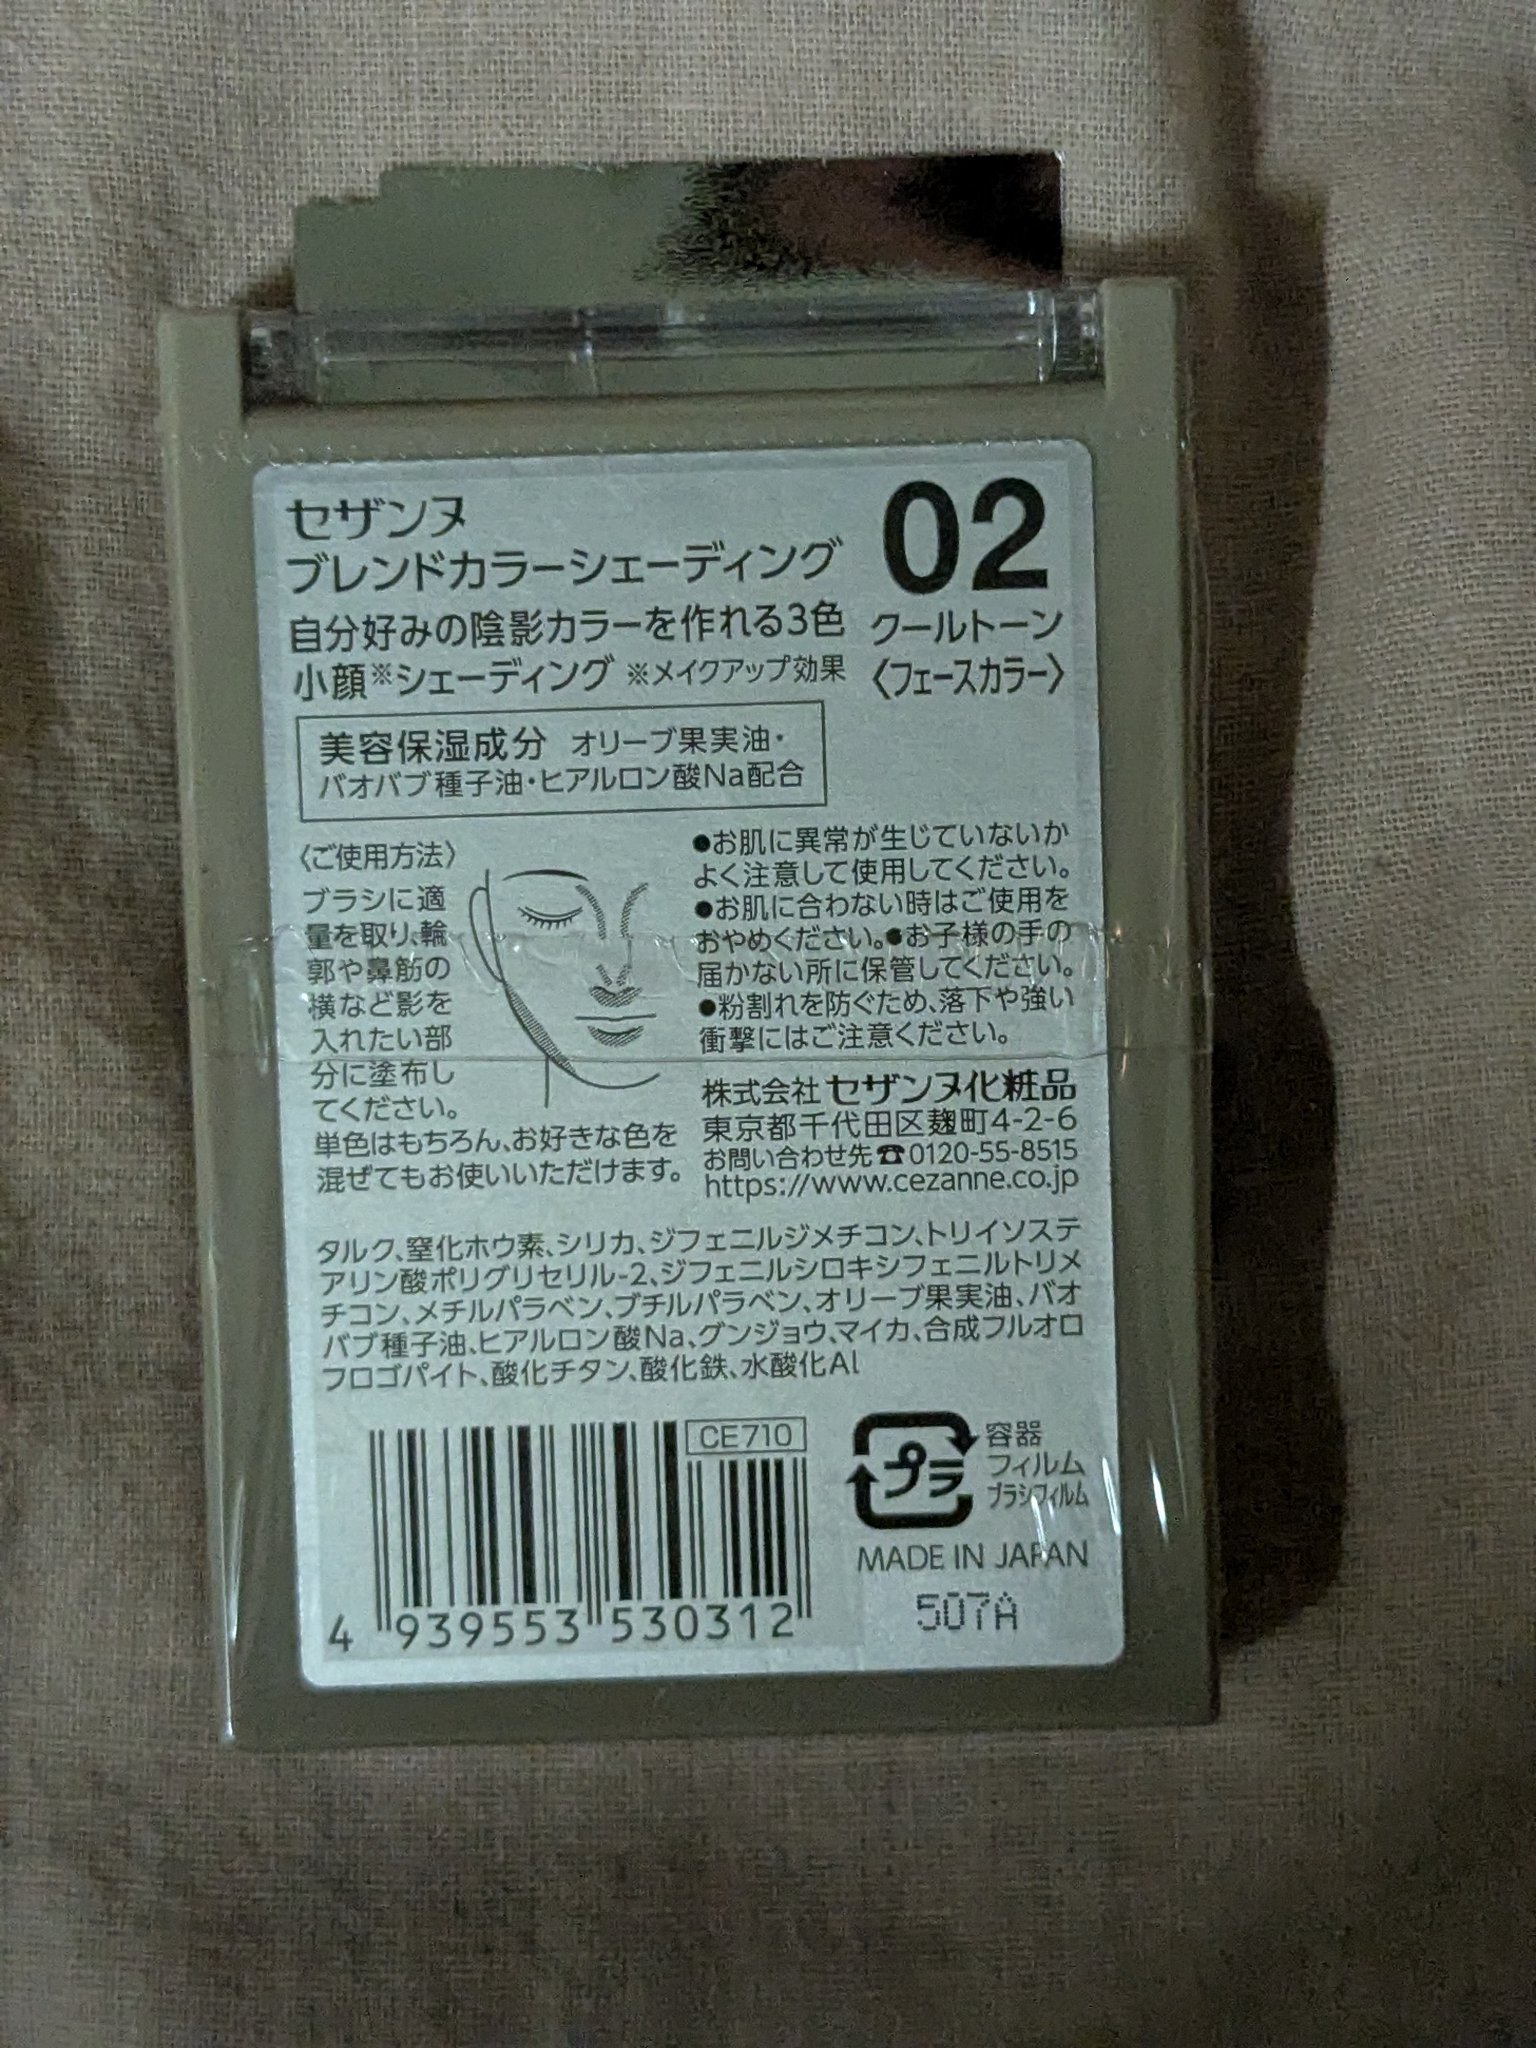 セザンヌ
ブレンドカラーシェーディング
自分好みの陰影カラーを作れる3色
小顔※シェーディング ※メイクアップ効果
02
クールトーン
〈フェースカラー〉
美容保湿成分 オリーブ果実油・
バオバブ種子油・ヒアルロン酸Na配合
〈ご使用方法〉
ブラシに適
量を取り、輪
郭や鼻筋の
横など影を
入れたい部
分に塗布し
てください。
単色はもちろん、お好きな色を
混ぜてもお使いいただけます。
●お肌に異常が生じていないか
よく注意して使用してください。
●お肌に合わない時はご使用を
おやめください。●お子様の手の
届かない所に保管してください。
●粉割れを防ぐため、落下や強い
衝撃にはご注意ください。
株式会社 セザンヌ化粧品
東京都千代田区麹町4-2-6
お問い合わせ先☎0120-55-8515
https://www.cezanne.co.jp
タルク、窒化ホウ素、シリカ、ジフェニルジメチコン、トリイソステ
アリン酸ポリグリセリル-2、ジフェニルシロキシフェニルトリメ
チコン、メチルパラベン、ブチルパラベン、オリーブ果実油、バオ
バブ種子油、ヒアルロン酸Na、グンジョウ、マイカ、合成フルオロ
フロゴパイト、酸化チタン、酸化鉄、水酸化Al
CE710
4 939553 530312
プラ
容器
フィルム
ブラシフィルム
MADE IN JAPAN
507A